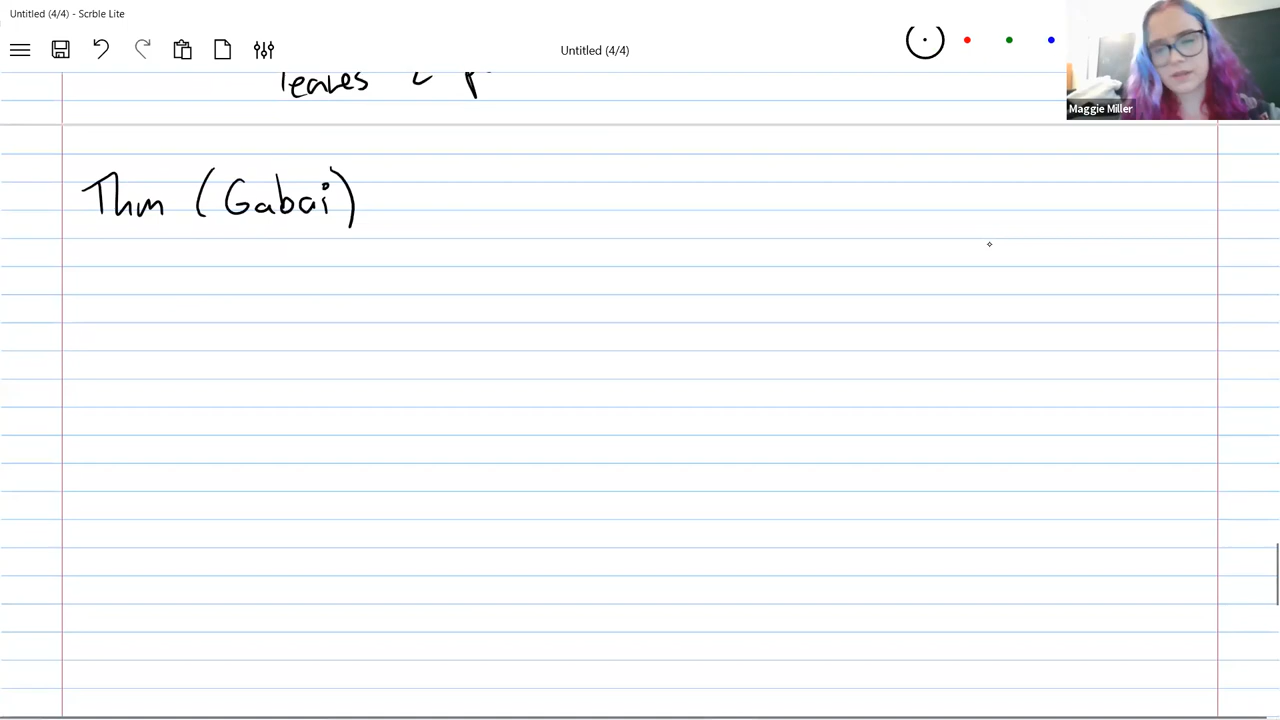 Untitled (4/4) - Scrble Lite
Untitled (4/4)
Maggie Miller
leaves
Thm (Gabai)